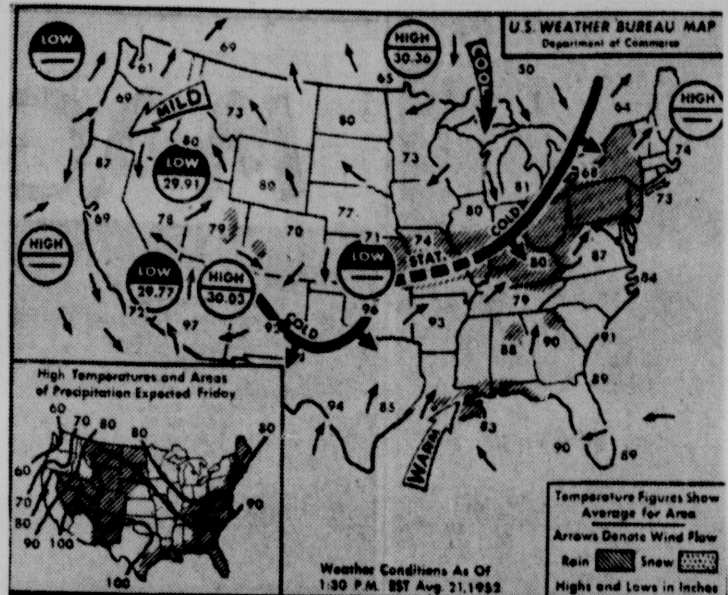 U.S. WEATHER BUREAU MAP
Department of Commerce
LOW
HIGH
30.36
COOL
50
69
61
65
64
HIGH
69
MILD
73
80
73
74
68
73
87
80
LOW
29.91
80
81
80
69
78
79
70
77
71
74
COLD
HIGH
LOW
STAT.
80
87
84
LOW
29.77
HIGH
30.03
72
97
92
COLD
96
93
79
88
90
91
89
94
85
WARM
83
90
89
High Temperatures and Areas
of Precipitation Expected Friday
60
70
80
80
80
60
70
80
90
100
90
100
Weather Conditions As Of
1:30 P.M. EST Aug. 21, 1952
Temperature Figures Show
Average for Area
Arrows Denote Wind Flow
Rain
Snow
Highs and Lows in Inches